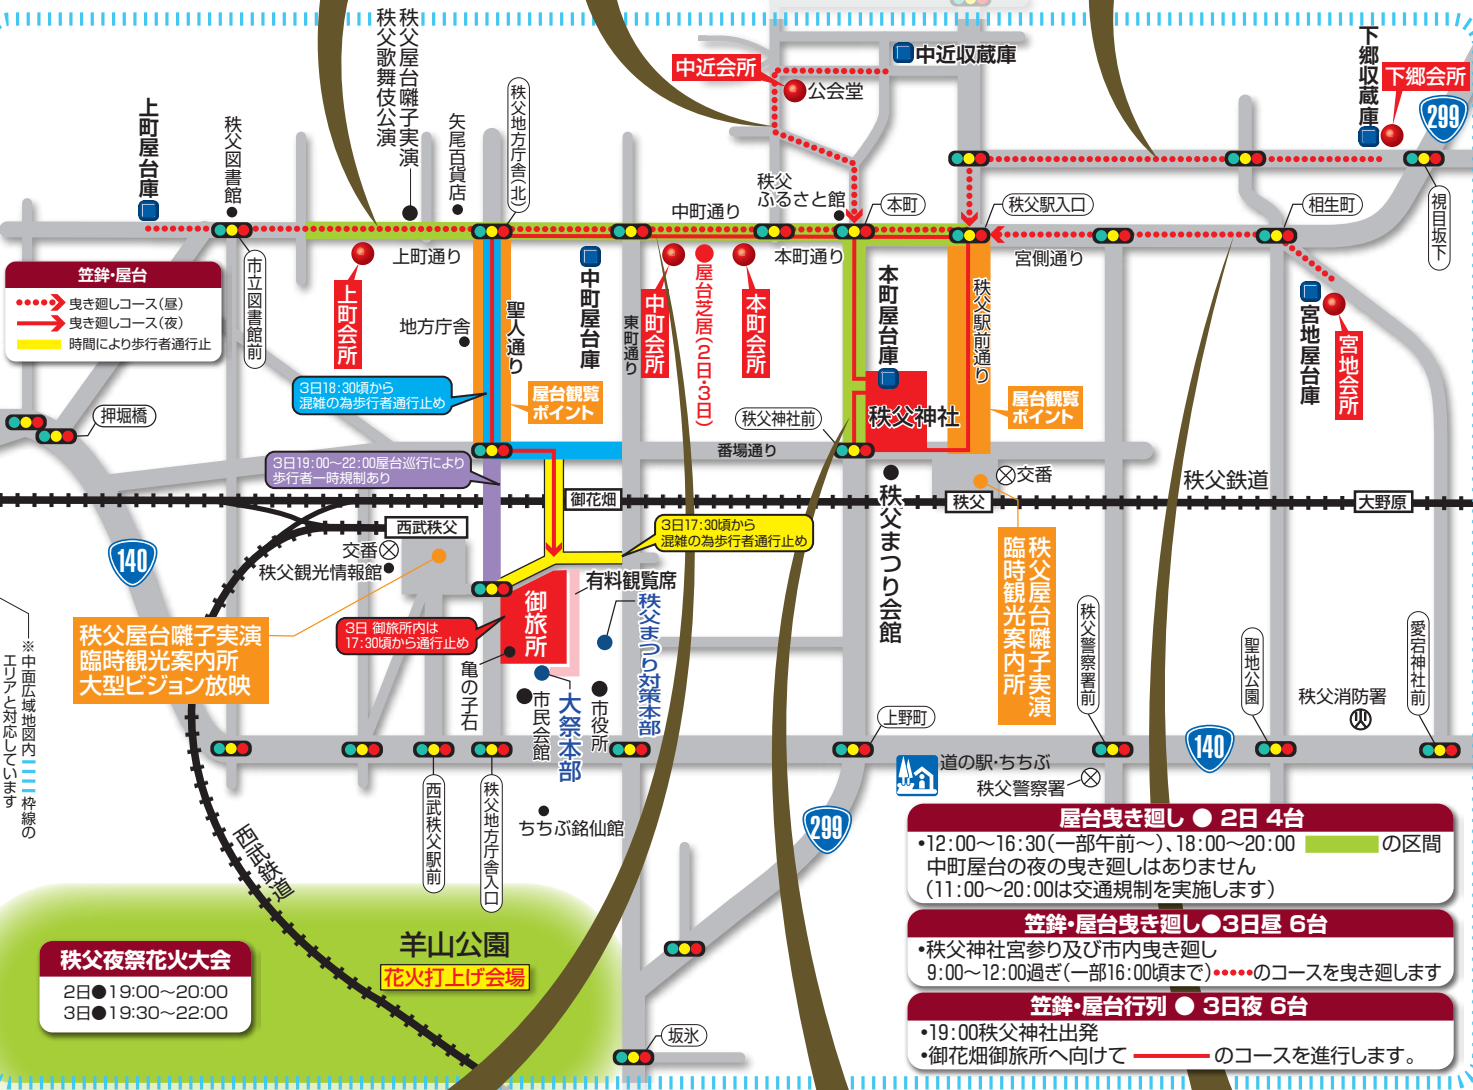 秩父屋台囃子実演
秩父歌舞伎公演
中近会所
中近収蔵庫
公会堂
下郷収蔵庫
下郷会所
299
上町屋台庫
秩父図書館
矢尾百貨店
秩父地方庁舎(北)
秩父
ふるさと館
本町
秩父駅入口
相生町
視目坂下
中町通り
上町通り
本町通り
宮側通り
市立図書館前
笠鉾・屋台
曳き廻しコース(昼)
曳き廻しコース(夜)
時間により歩行者通行止
上町会所
地方庁舎
聖人通り
中町屋台庫
東町通り
中町会所
屋台芝居(2日・3日)
本町会所
本町屋台庫
秩父駅前通り
宮地屋台庫
宮地会所
3日18:30頃から
混雑の為歩行者通行止め
屋台観覧
ポイント
屋台観覧
ポイント
押堀橋
秩父神社前
秩父神社
番場通り
3日19:00〜22:00屋台巡行により
歩行者一時規制あり
御花畑
秩父
交番
秩父鉄道
大野原
西武秩父
交番
秩父観光情報館
140
3日17:30頃から
混雑の為歩行者通行止め
秩父まつり会館
秩父屋台囃子実演
臨時観光案内所
有料観覧席
御旅所
3日 御旅所内は
17:30頃から通行止め
秩父屋台囃子実演
臨時観光案内所
大型ビジョン放映
亀の子石
市民会館
大祭本部
市役所
秩父まつり対策本部
秩父警察署前
聖地公園
愛宕神社前
秩父消防署
上野町
140
道の駅・ちちぶ
秩父警察署
※中面広域地図内 枠線の
エリアと対応しています
西武秩父駅前
秩父地方庁舎入口
ちちぶ銘仙館
299
西武鉄道
羊山公園
花火打上げ会場
坂氷
秩父夜祭花火大会
2日●19:00〜20:00
3日●19:30〜22:00
屋台曳き廻し ● 2日 4台
•12:00〜16:30(一部午前〜)、18:00〜20:00 の区間
中町屋台の夜の曳き廻しはありません
(11:00〜20:00は交通規制を実施します)
笠鉾・屋台曳き廻し●3日昼 6台
•秩父神社宮参り及び市内曳き廻し
9:00〜12:00過ぎ(一部16:00頃まで)•••••のコースを曳き廻します
笠鉾・屋台行列 ● 3日夜 6台
•19:00秩父神社出発
•御花畑御旅所へ向けて のコースを進行します。